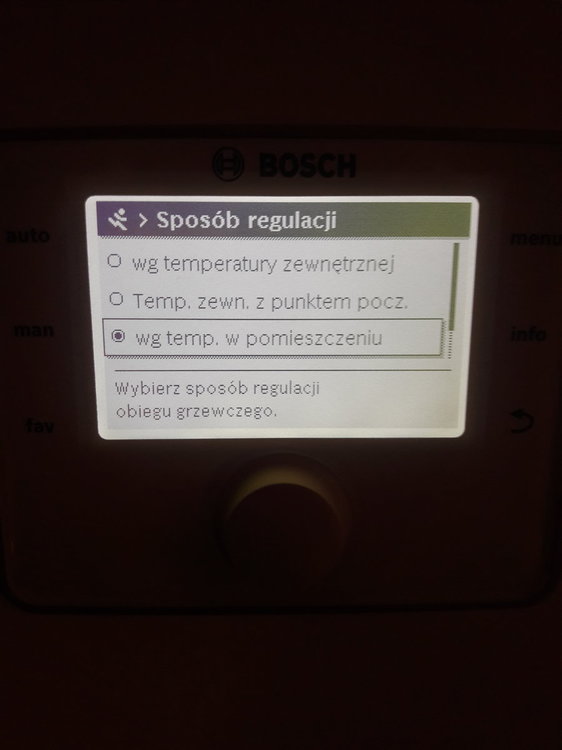 BOSCH
> Sposób regulacji
auto
menu
wg temperatury zewnętrznej
Temp. zewn. z punktem pocz.
man
wg temp. w pomieszczeniu
info
Wybierz sposób regulacji
obiegu grzewczego.
fav